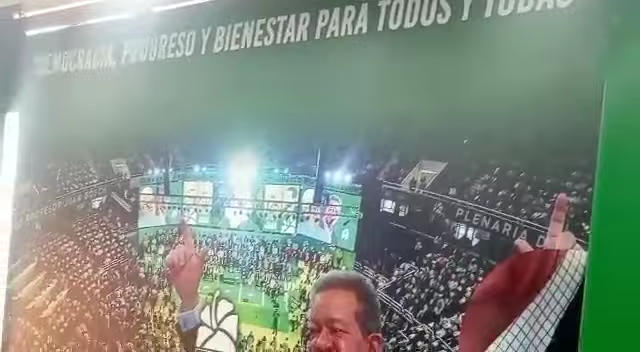 DEMOCRACIA, PROGRESO Y BIENESTAR PARA TODOS Y TODAS
PLENARIA D